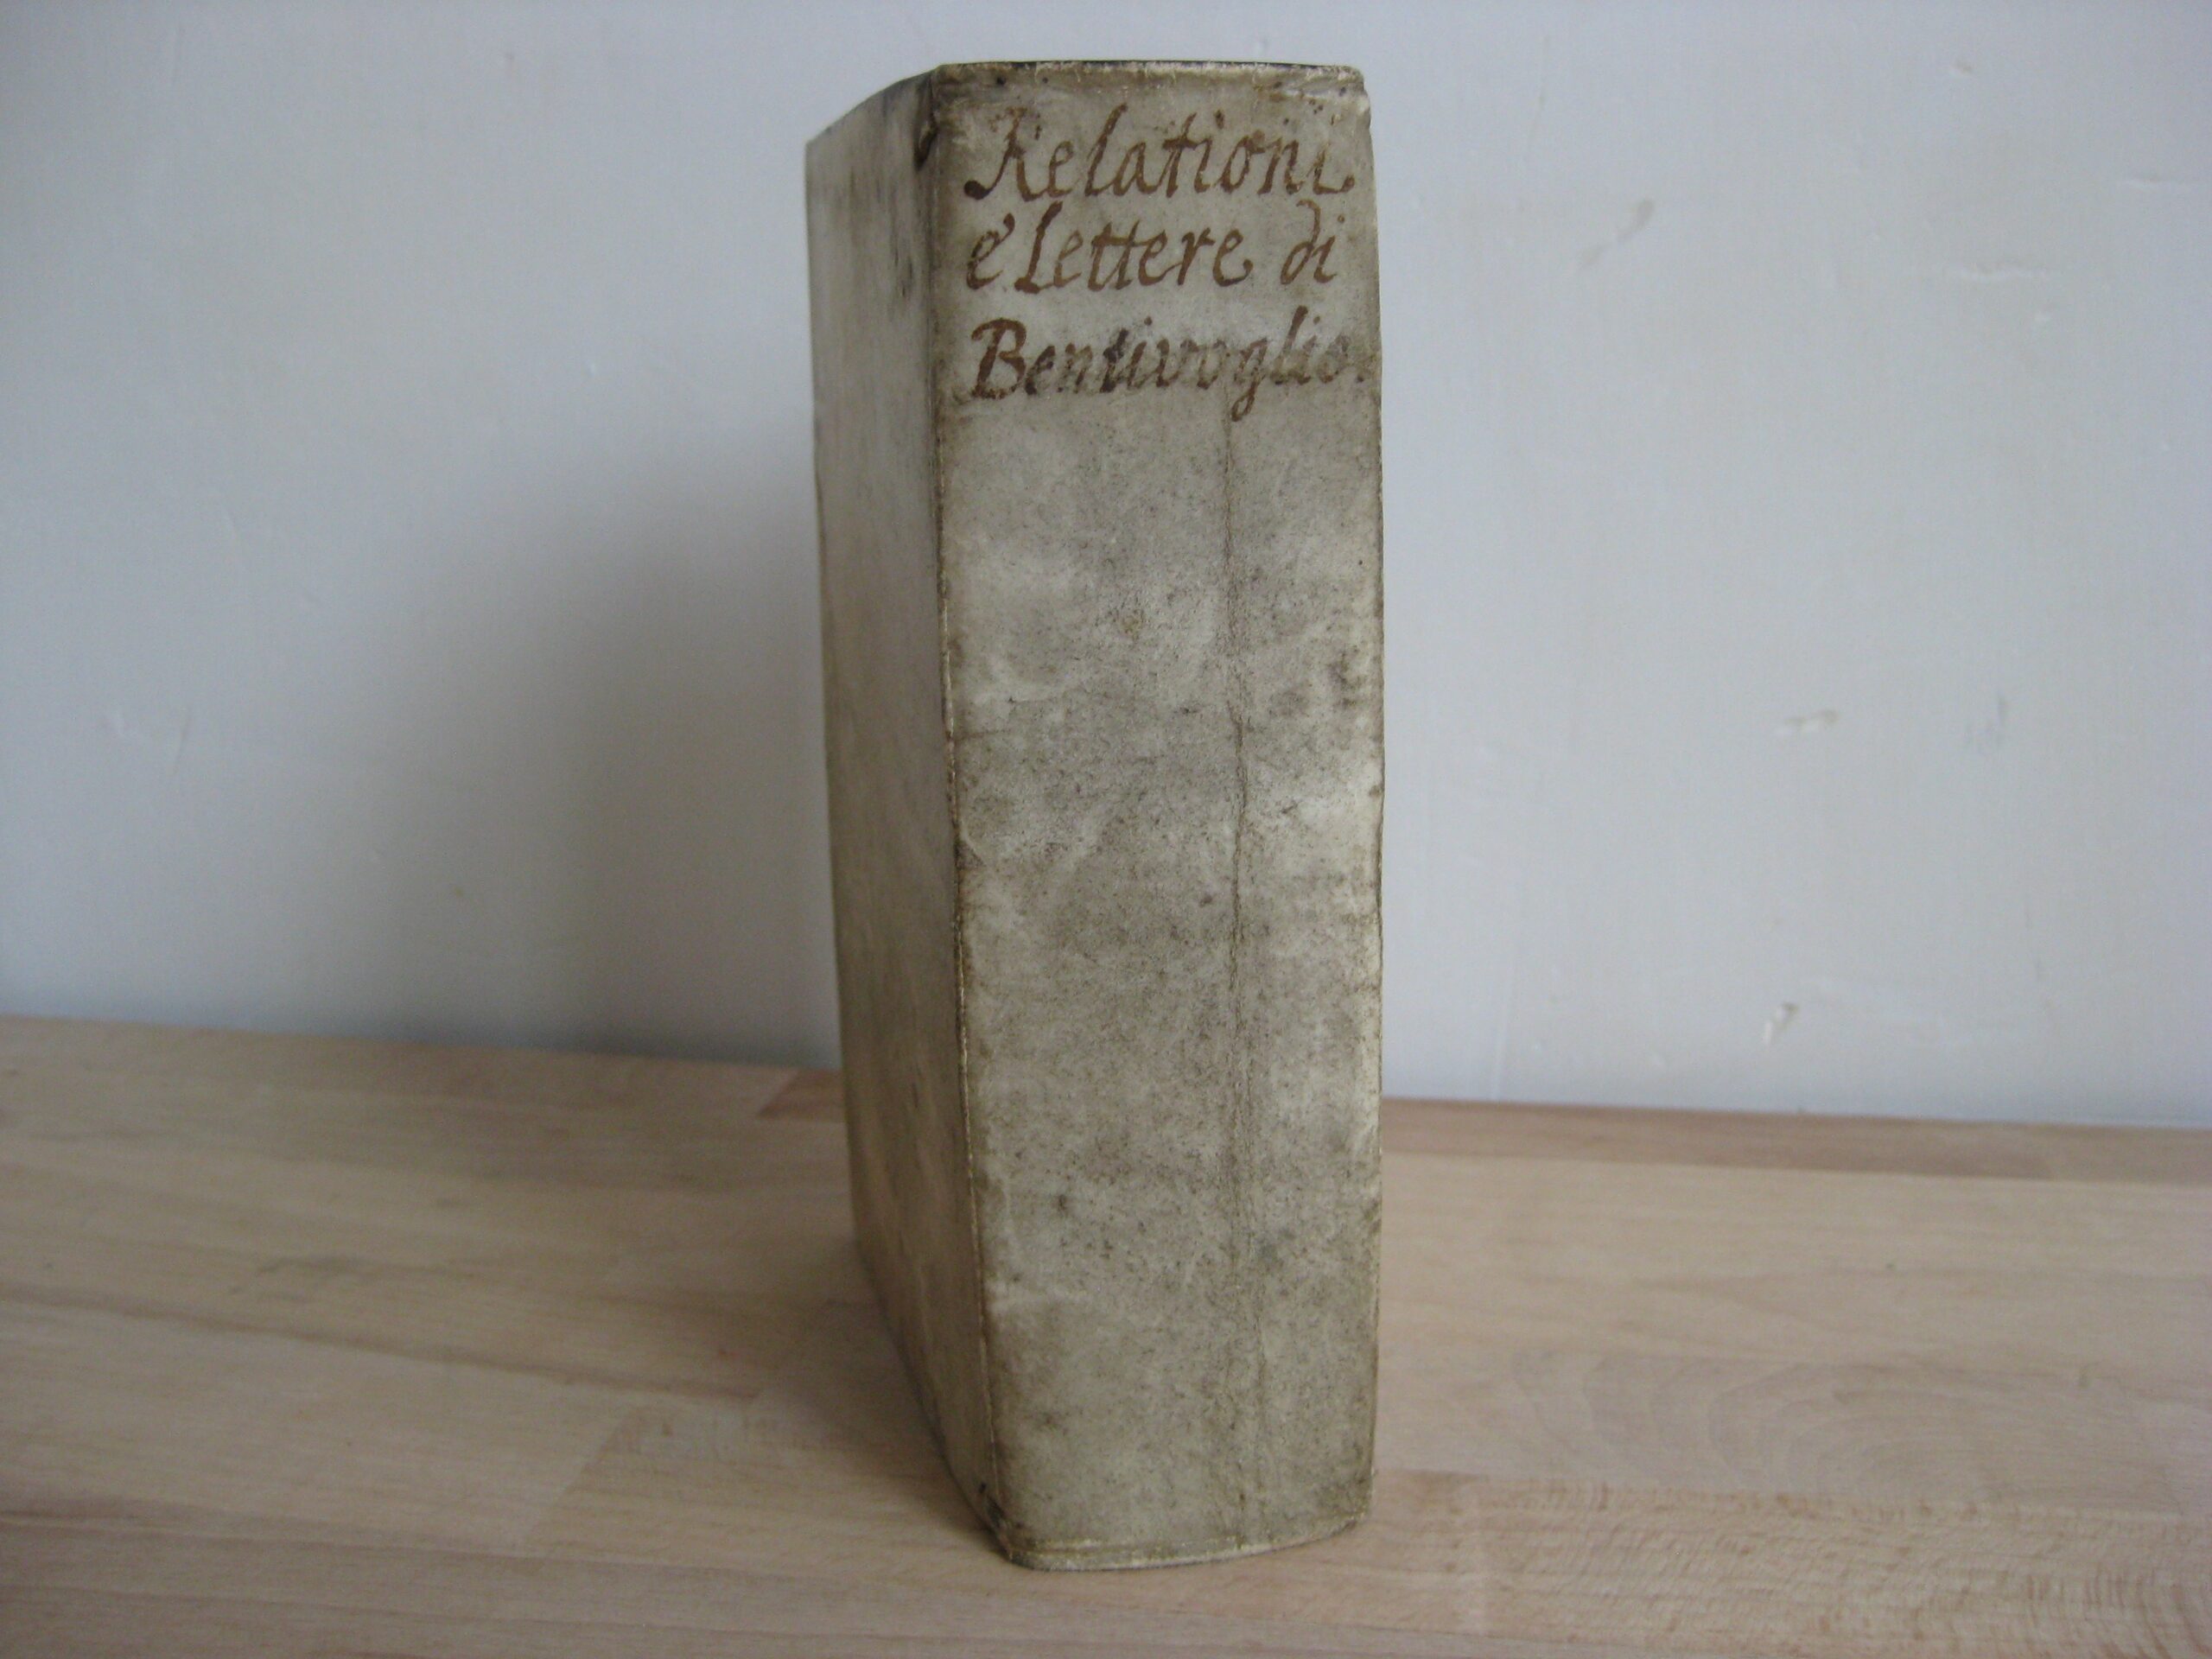 Relationi
e Lettere di
Bentivoglio.